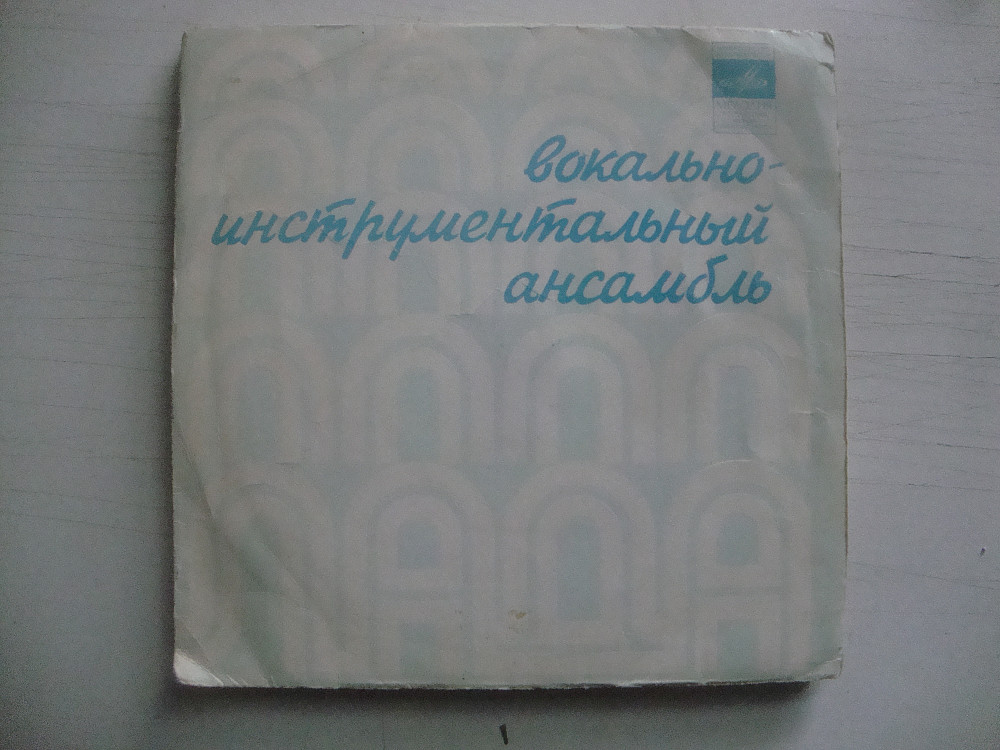 вокально-
инструментальный
ансамбль